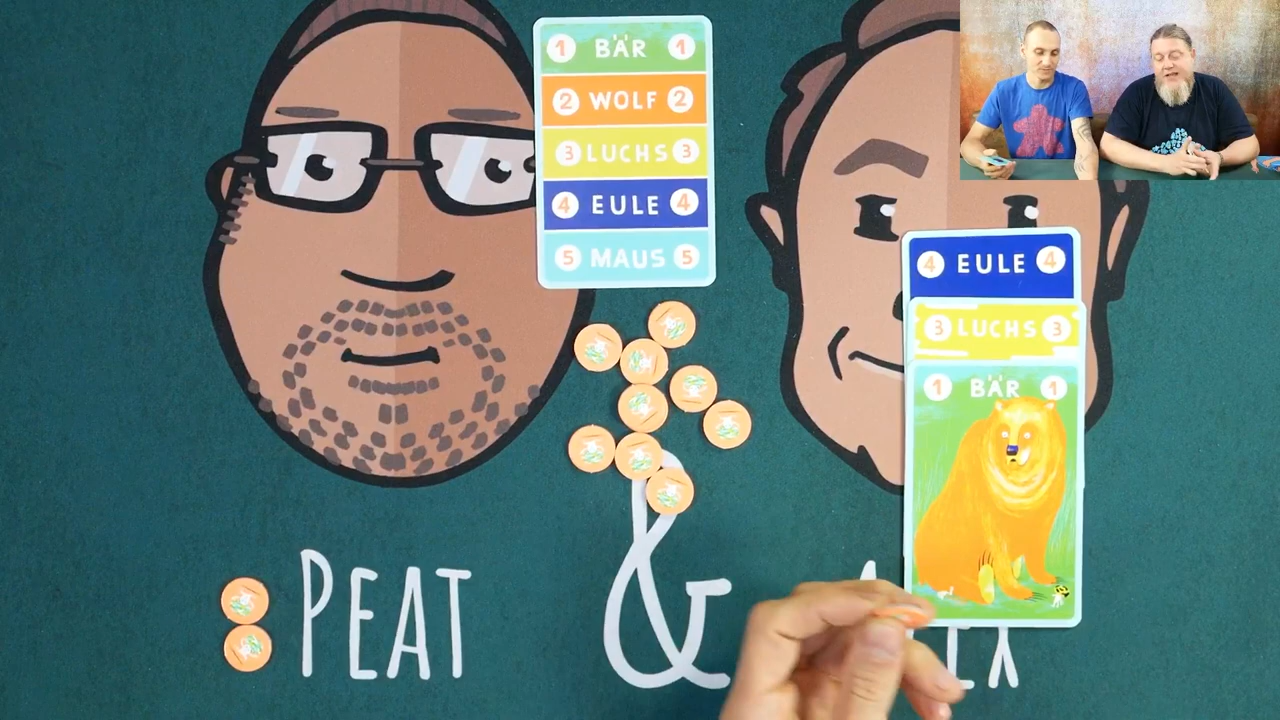 1 BÄR 1
2 WOLF 2
3 LUCHS 3
4 EULE 4
5 MAUS 5
4 EULE 4
3 LUCHS 3
1 BÄR 1
PEAT &